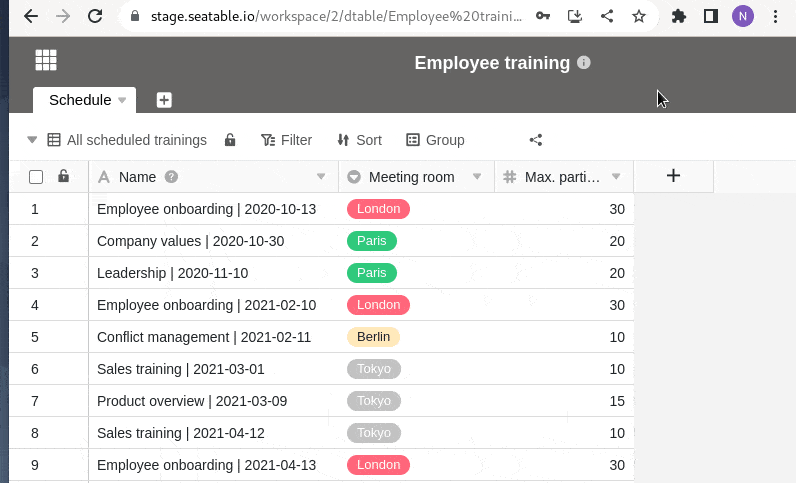 stage.seatable.io/workspace/2/dtable/Employee%20traini...
N
Employee training
Schedule
All scheduled trainings Filter Sort Group
Name Meeting room Max. parti...
1 Employee onboarding | 2020-10-13 London 30
2 Company values | 2020-10-30 Paris 20
3 Leadership | 2020-11-10 Paris 20
4 Employee onboarding | 2021-02-10 London 30
5 Conflict management | 2021-02-11 Berlin 10
6 Sales training | 2021-03-01 Tokyo 10
7 Product overview | 2021-03-09 Tokyo 15
8 Sales training | 2021-04-12 Tokyo 10
9 Employee onboarding | 2021-04-13 London 30